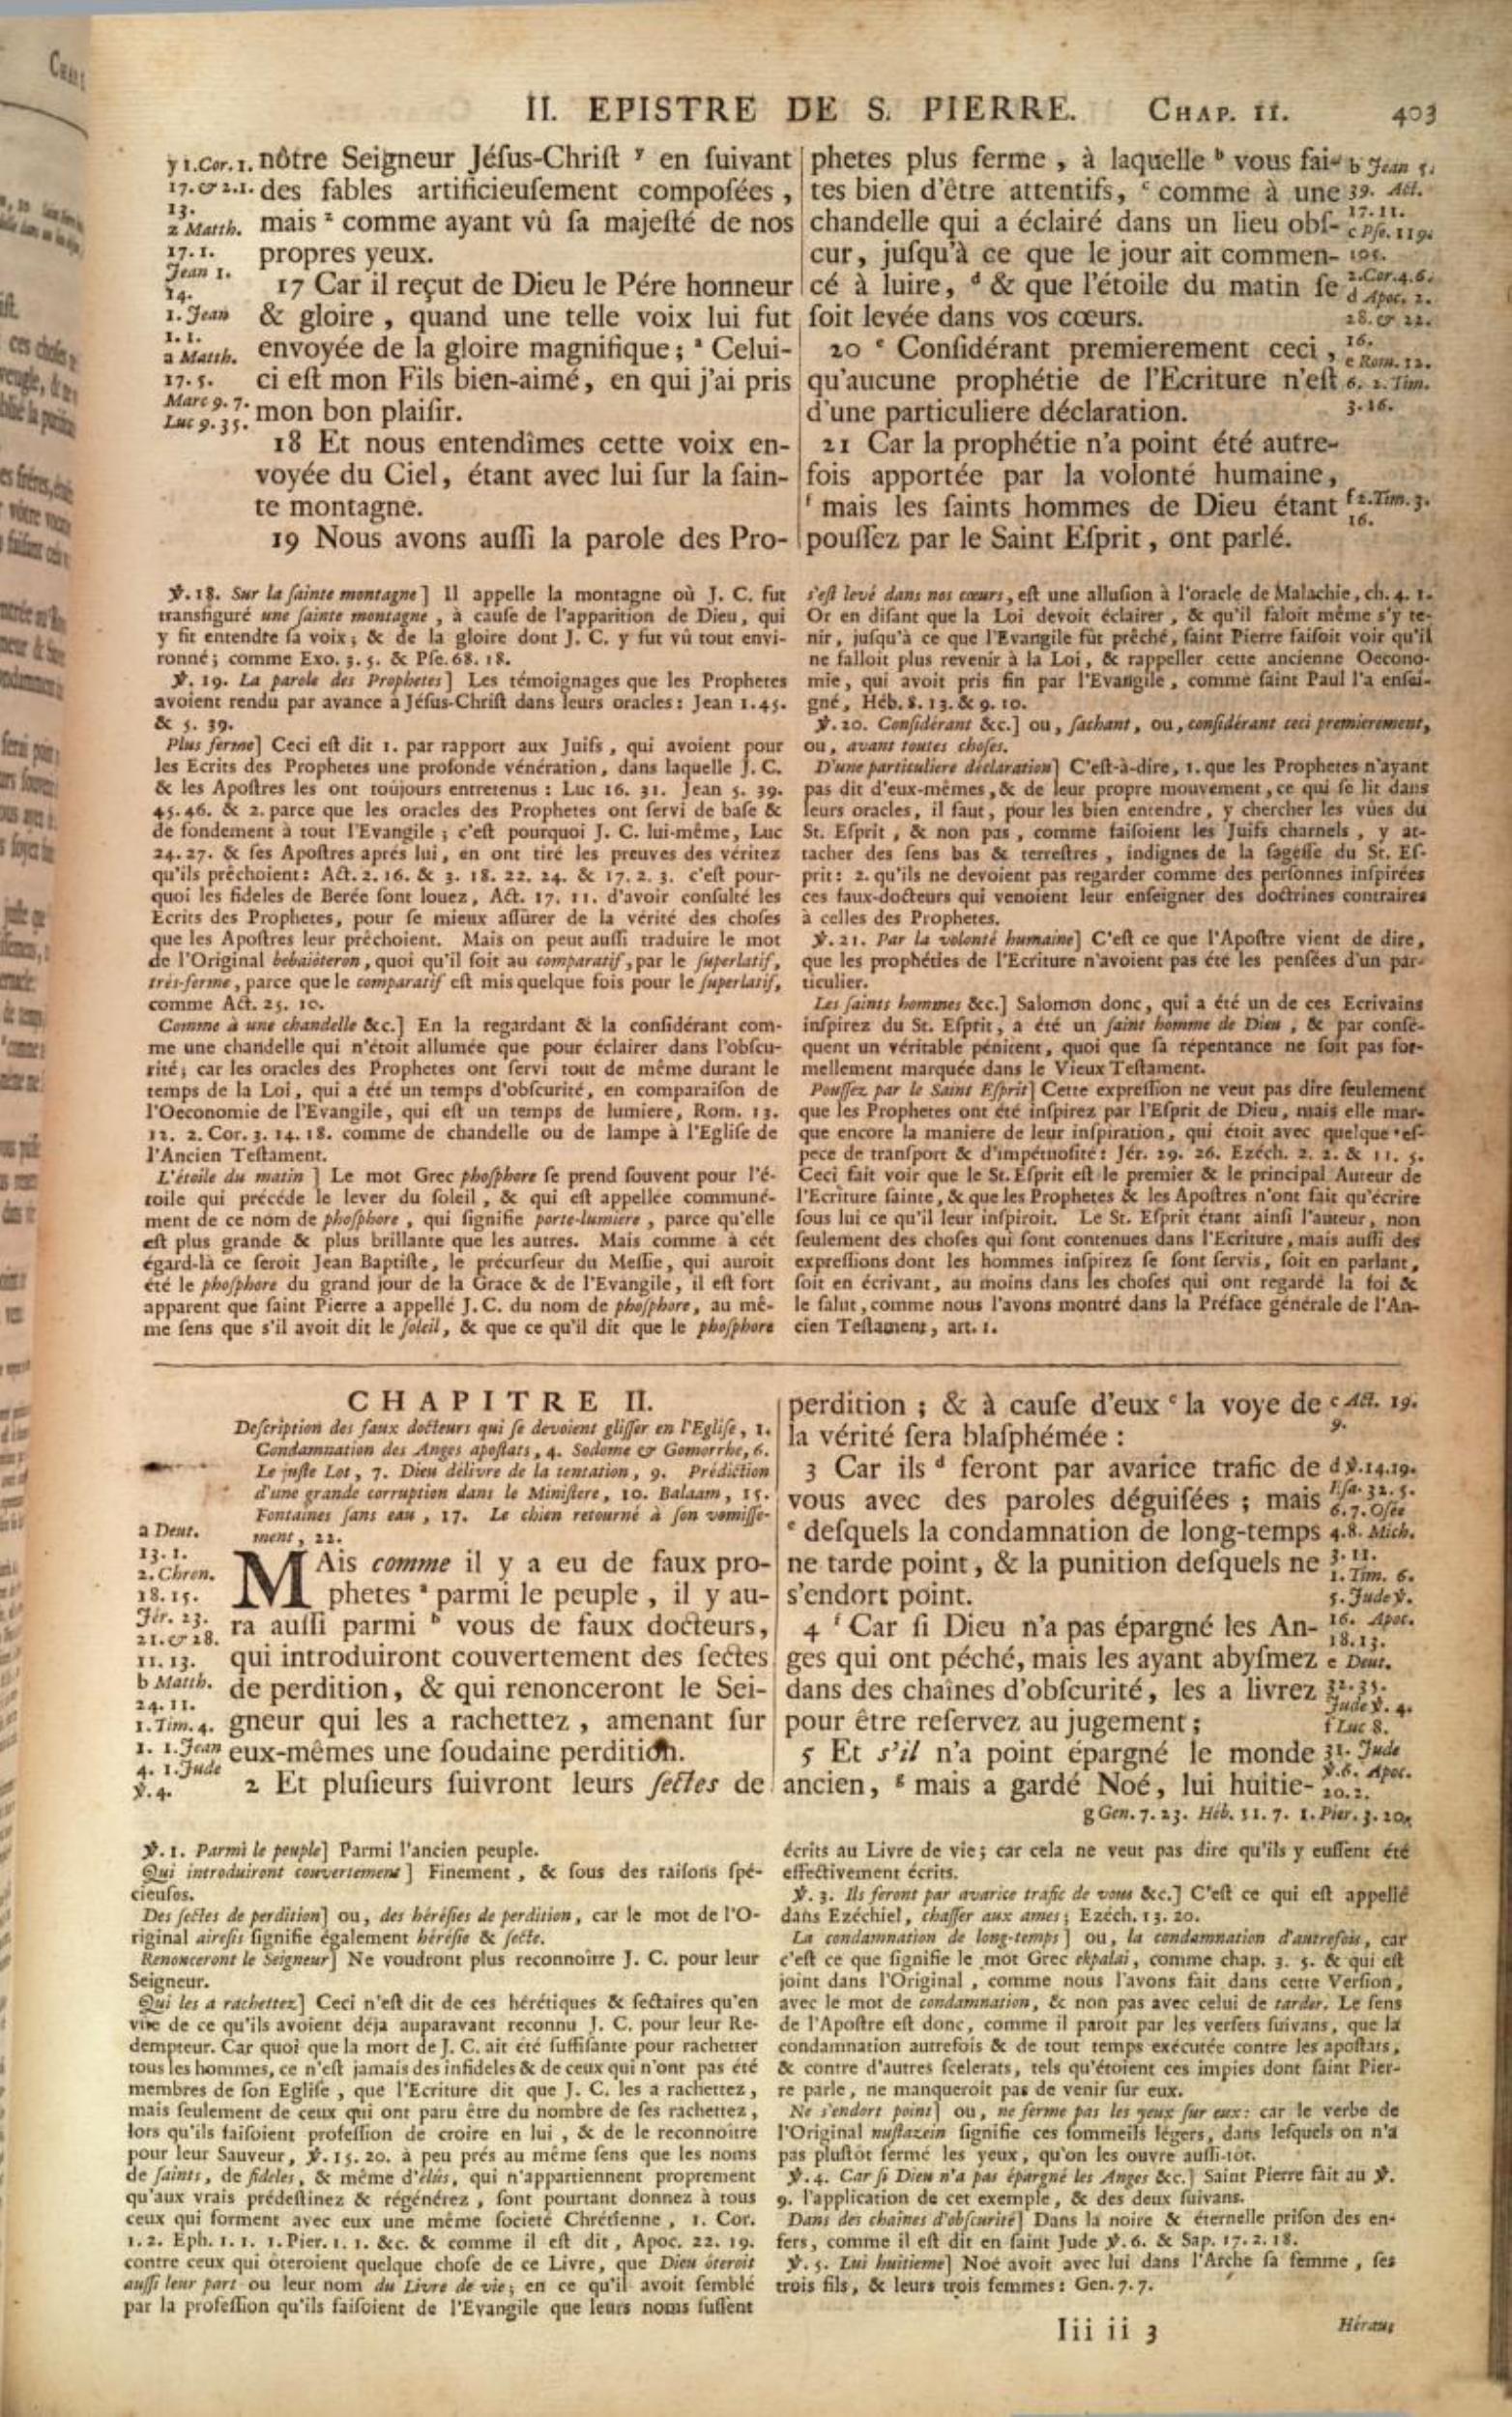 II. EPISTRE DE S. PIERRE. CHAP. II. 403
y 1.Cor. 1.
17. & 2.1.
13.
z Matth.
17. 1.
Jean 1.
14.
1. Jean
1. 1.
a Matth.
17. 5.
Marc 9. 7.
Luc 9. 35.
nôtre Seigneur Jéſus-Chriſt y en ſuivant
des fables artificieuſement compoſées ,
mais z comme ayant vû ſa majeſté de nos
propres yeux.
17 Car il reçut de Dieu le Pére honneur
& gloire , quand une telle voix lui fut
envoyée de la gloire magnifique ; a Celui-
ci eſt mon Fils bien-aimé, en qui j'ai pris
mon bon plaiſir.
18 Et nous entendîmes cette voix en-
voyée du Ciel, étant avec lui ſur la ſain-
te montagne.
19 Nous avons auſſi la parole des Pro-
phetes plus ferme , à laquelle b vous fai-
tes bien d'être attentifs, c comme à une
chandelle qui a éclairé dans un lieu obſ-
cur, juſqu'à ce que le jour ait commen-
cé à luire, d & que l'étoile du matin ſe
ſoit levée dans vos cœurs.
20 e Conſidérant premierement ceci ,
qu'aucune prophétie de l'Ecriture n'eſt
d'une particuliere déclaration.
21 Car la prophétie n'a point été autre-
fois apportée par la volonté humaine,
f mais les ſaints hommes de Dieu étant
pouſſez par le Saint Eſprit, ont parlé.
b Jean 5.
39. Act.
17. 11.
c Pſe. 119.
105.
2.Cor.4.6.
d Apoc. 2.
28. & 22.
16.
e Rom. 12.
6. 2. Tim.
3. 16.
f 2.Tim. 3.
16.
℣. 18. Sur la ſainte montagne] Il appelle la montagne où J. C. fut
transfiguré une ſainte montagne , à cauſe de l'apparition de Dieu, qui
y fit entendre ſa voix; & de la gloire dont J. C. y fut vû tout envi-
ronné; comme Exo. 3. 5. & Pſe. 68. 18.
℣. 19. La parole des Prophetes] Les témoignages que les Prophetes
avoient rendu par avance à Jéſus-Chriſt dans leurs oracles: Jean 1. 45.
& 5. 39.
Plus ferme] Ceci eſt dit 1. par rapport aux Juifs , qui avoient pour
les Ecrits des Prophetes une profonde vénération, dans laquelle J. C.
& les Apoſtres les ont toûjours entretenus : Luc 16. 31. Jean 5. 39.
45. 46. & 2. parce que les oracles des Prophetes ont ſervi de baſe &
de fondement à tout l'Evangile ; c'eſt pourquoi J. C. lui-même, Luc
24. 27. & ſes Apoſtres aprés lui, en ont tiré les preuves des véritez
qu'ils prêchoient: Act. 2. 16. & 3. 18. 22. 24. & 17. 2. 3. c'eſt pour-
quoi les fideles de Berée ſont louez, Act. 17. 11. d'avoir conſulté les
Ecrits des Prophetes, pour ſe mieux aſſûrer de la vérité des choſes
que les Apoſtres leur prêchoient. Mais on peut auſſi traduire le mot
de l'Original bebaióteron, quoi qu'il ſoit au comparatif, par le ſuperlatif,
très-ferme, parce que le comparatif eſt mis quelque fois pour le ſuperlatif,
comme Act. 25. 10.
Comme à une chandelle &c.] En la regardant & la conſidérant com-
me une chandelle qui n'étoit allumée que pour éclairer dans l'obſcu-
rité; car les oracles des Prophetes ont ſervi tout de même durant le
temps de la Loi, qui a été un temps d'obſcurité, en comparaiſon de
l'Oeconomie de l'Evangile, qui eſt un temps de lumiere, Rom. 13.
12. 2. Cor. 3. 14. 18. comme de chandelle ou de lampe à l'Egliſe de
l'Ancien Teſtament.
L'étoile du matin ] Le mot Grec phoſphore ſe prend ſouvent pour l'é-
toile qui précéde le lever du ſoleil, & qui eſt appellée communé-
ment de ce nom de phoſphore , qui ſignifie porte-lumiere , parce qu'elle
eſt plus grande & plus brillante que les autres. Mais comme à cét
égard-là ce ſeroit Jean Baptiſte, le précurſeur du Meſſie, qui auroit
été le phoſphore du grand jour de la Grace & de l'Evangile, il eſt fort
apparent que ſaint Pierre a appellé J. C. du nom de phoſphore, au mê-
me ſens que s'il avoit dit le ſoleil, & que ce qu'il dit que le phoſphore
s'eſt levé dans nos cœurs, eſt une alluſion à l'oracle de Malachie, ch. 4. 1.
Or en diſant que la Loi devoit éclairer , & qu'il faloit même s'y te-
nir, juſqu'à ce que l'Evangile fût prêché, ſaint Pierre faiſoit voir qu'il
ne falloit plus revenir à la Loi, & rappeller cette ancienne Oecono-
mie, qui avoit pris fin par l'Evangile, comme ſaint Paul l'a enſei-
gné, Héb. 8. 13. & 9. 10.
℣. 20. Conſidérant &c.] ou, ſachant, ou, conſidérant ceci premierement,
ou, avant toutes choſes.
D'une particuliere déclaration] C'eſt-à-dire, 1. que les Prophetes n'ayant
pas dit d'eux-mêmes, & de leur propre mouvement, ce qui ſe lit dans
leurs oracles, il faut, pour les bien entendre, y chercher les vûes du
St. Eſprit, & non pas, comme faiſoient les Juifs charnels , y at-
tacher des ſens bas & terreſtres , indignes de la ſageſſe du St. Eſ-
prit: 2. qu'ils ne devoient pas regarder comme des perſonnes inſpirées
ces faux-docteurs qui venoient leur enſeigner des doctrines contraires
à celles des Prophetes.
℣. 21. Par la volonté humaine] C'eſt ce que l'Apoſtre vient de dire,
que les prophéties de l'Ecriture n'avoient pas été les penſées d'un par-
ticulier.
Les ſaints hommes &c.] Salomon donc, qui a été un de ces Ecrivains
inſpirez du St. Eſprit, a été un ſaint homme de Dieu , & par conſé-
quent un véritable pénitent, quoi que ſa répentance ne ſoit pas for-
mellement marquée dans le Vieux Teſtament.
Pouſſez par le Saint Eſprit] Cette expreſſion ne veut pas dire ſeulement
que les Prophetes ont été inſpirez par l'Eſprit de Dieu, mais elle mar-
que encore la maniere de leur inſpiration, qui étoit avec quelque eſ-
pece de tranſport & d'impétuoſité: Jér. 29. 26. Ezéch. 2. 2. & 11. 5.
Ceci fait voir que le St. Eſprit eſt le premier & le principal Auteur de
l'Ecriture ſainte, & que les Prophetes & les Apoſtres n'ont fait qu'écrire
ſous lui ce qu'il leur inſpiroit. Le St. Eſprit étant ainſi l'auteur, non
ſeulement des choſes qui ſont contenues dans l'Ecriture, mais auſſi des
expreſſions dont les hommes inſpirez ſe ſont ſervis, ſoit en parlant,
ſoit en écrivant, au moins dans les choſes qui ont regardé la foi &
le ſalut, comme nous l'avons montré dans la Préface générale de l'An-
cien Teſtament, art. 1.
CHAPITRE II.
Deſcription des faux docteurs qui ſe devoient gliſſer en l'Egliſe, 1.
Condamnation des Anges apoſtats, 4. Sodome & Gomorrhe, 6.
Le juſte Lot, 7. Dieu délivre de la tentation, 9. Prédiction
d'une grande corruption dans le Miniſtere, 10. Balaam, 15.
Fontaines ſans eau, 17. Le chien retourné à ſon vomiſſe-
ment, 22.
a Deut.
13. 1.
2. Chron.
18. 15.
Jér. 23.
21. & 28.
11. 13.
b Matth.
24. 11.
1. Tim. 4.
1. 1. Jean
4. 1. Jude
℣. 4.
MAis comme il y a eu de faux pro-
phetes a parmi le peuple , il y au-
ra auſſi parmi b vous de faux docteurs,
qui introduiront couvertement des ſectes
de perdition, & qui renonceront le Sei-
gneur qui les a rachettez , amenant ſur
eux-mêmes une ſoudaine perdition.
2 Et pluſieurs ſuivront leurs ſectes de
perdition ; & à cauſe d'eux c la voye de
la vérité ſera blaſphémée :
3 Car ils d feront par avarice trafic de
vous avec des paroles déguiſées ; mais
e deſquels la condamnation de long-temps
ne tarde point, & la punition deſquels ne
s'endort point.
4 f Car ſi Dieu n'a pas épargné les An-
ges qui ont péché, mais les ayant abyſmez
dans des chaînes d'obſcurité, les a livrez
pour être reſervez au jugement;
5 Et s'il n'a point épargné le monde
ancien, g mais a gardé Noé, lui huitie-
c Act. 19.
9.
d ℣.14.19.
Eſa. 32. 5.
6. 7. Oſée
4. 8. Mich.
3. 11.
1. Tim. 6.
5. Jude ℣.
16. Apoc.
18. 13.
e Deut.
32. 35.
Jude ℣. 4.
f Luc 8.
31. Jude
℣. 6. Apoc.
20. 2.
g Gen. 7. 23. Héb. 11. 7. 1. Pier. 3. 20.
℣. 1. Parmi le peuple] Parmi l'ancien peuple.
Qui introduiront couvertement ] Finement , & ſous des raiſons ſpé-
cieuſes.
Des ſectes de perdition] ou, des héréſies de perdition, car le mot de l'O-
riginal aireſis ſignifie également héréſie & ſecte.
Renonceront le Seigneur] Ne voudront plus reconnoître J. C. pour leur
Seigneur.
Qui les a rachettez] Ceci n'eſt dit de ces hérétiques & ſectaires qu'en
vûe de ce qu'ils avoient déja auparavant reconnu J. C. pour leur Re-
dempteur. Car quoi que la mort de J. C. ait été ſuffiſante pour rachetter
tous les hommes, ce n'eſt jamais des infideles & de ceux qui n'ont pas été
membres de ſon Egliſe , que l'Ecriture dit que J. C. les a rachettez,
mais ſeulement de ceux qui ont paru être du nombre de ſes rachettez,
lors qu'ils faiſoient profeſſion de croire en lui , & de le reconnoître
pour leur Sauveur, ℣. 15. 20. à peu prés au même ſens que les noms
de ſaints, de fideles, & même d'élûs, qui n'appartiennent proprement
qu'aux vrais prédeſtinez & régénérez , ſont pourtant donnez à tous
ceux qui forment avec eux une même ſocieté Chrétienne , 1. Cor.
1. 2. Eph. 1. 1. 1. Pier. 1. 1. &c. & comme il eſt dit, Apoc. 22. 19.
contre ceux qui ôteroient quelque choſe de ce Livre, que Dieu ôteroit
auſſi leur part ou leur nom du Livre de vie; en ce qu'il avoit ſemblé
par la profeſſion qu'ils faiſoient de l'Evangile que leurs noms fuſſent
écrits au Livre de vie; car cela ne veut pas dire qu'ils y euſſent été
effectivement écrits.
℣. 3. Ils feront par avarice trafic de vous &c.] C'eſt ce qui eſt appellé
dans Ezéchiel, chaſſer aux ames; Ezéch. 13. 20.
La condamnation de long-temps ] ou, la condamnation d'autrefois, car
c'eſt ce que ſignifie le mot Grec ekpalai, comme chap. 3. 5. & qui eſt
joint dans l'Original, comme nous l'avons fait dans cette Verſion,
avec le mot de condamnation, & non pas avec celui de tarder. Le ſens
de l'Apoſtre eſt donc, comme il paroît par les verſets ſuivans, que la
condamnation autrefois & de tout temps exécutée contre les apoſtats,
& contre d'autres ſcelerats, tels qu'étoient ces impies dont ſaint Pier-
re parle, ne manqueroit pas de venir ſur eux.
Ne s'endort point] ou, ne ferme pas les yeux ſur eux: car le verbe de
l'Original nuſtazein ſignifie ces ſommeils légers, dans leſquels on n'a
pas pluſtôt fermé les yeux, qu'on les ouvre auſſi-tôt.
℣. 4. Car ſi Dieu n'a pas épargné les Anges &c.] Saint Pierre fait au ℣.
9. l'application de cet exemple, & des deux ſuivans.
Dans des chaînes d'obſcurité] Dans la noire & éternelle priſon des en-
fers, comme il eſt dit en ſaint Jude ℣. 6. & Sap. 17. 2. 18.
℣. 5. Lui huitieme] Noé avoit avec lui dans l'Arche ſa femme , ſes
trois fils, & leurs trois femmes: Gen. 7. 7.
Iii ii 3